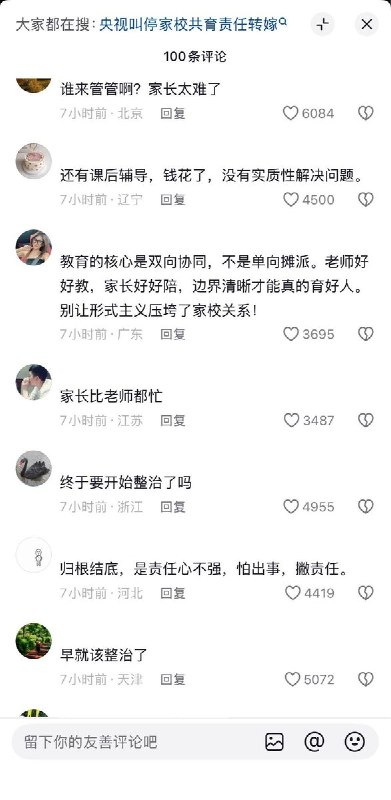 大家都在搜：央视叫停家校共育责任转嫁
100条评论
谁来管管啊？家长太难了
7小时前·北京 回复 6084
还有课后辅导，钱花了，没有实质性解决问题。
7小时前·辽宁 回复 4500
教育的核心是双向协同，不是单向摊派。老师好
好教，家长好好陪，边界清晰才能真的育好人。
别让形式主义压垮了家校关系！
7小时前·广东 回复 3695
家长比老师都忙
7小时前·江苏 回复 3487
终于要开始整治了吗
7小时前·浙江 回复 4955
归根结底，是责任心不强，怕出事，撇责任。
7小时前·河北 回复 4419
早就该整治了
7小时前·天津 回复 5072
留下你的友善评论吧